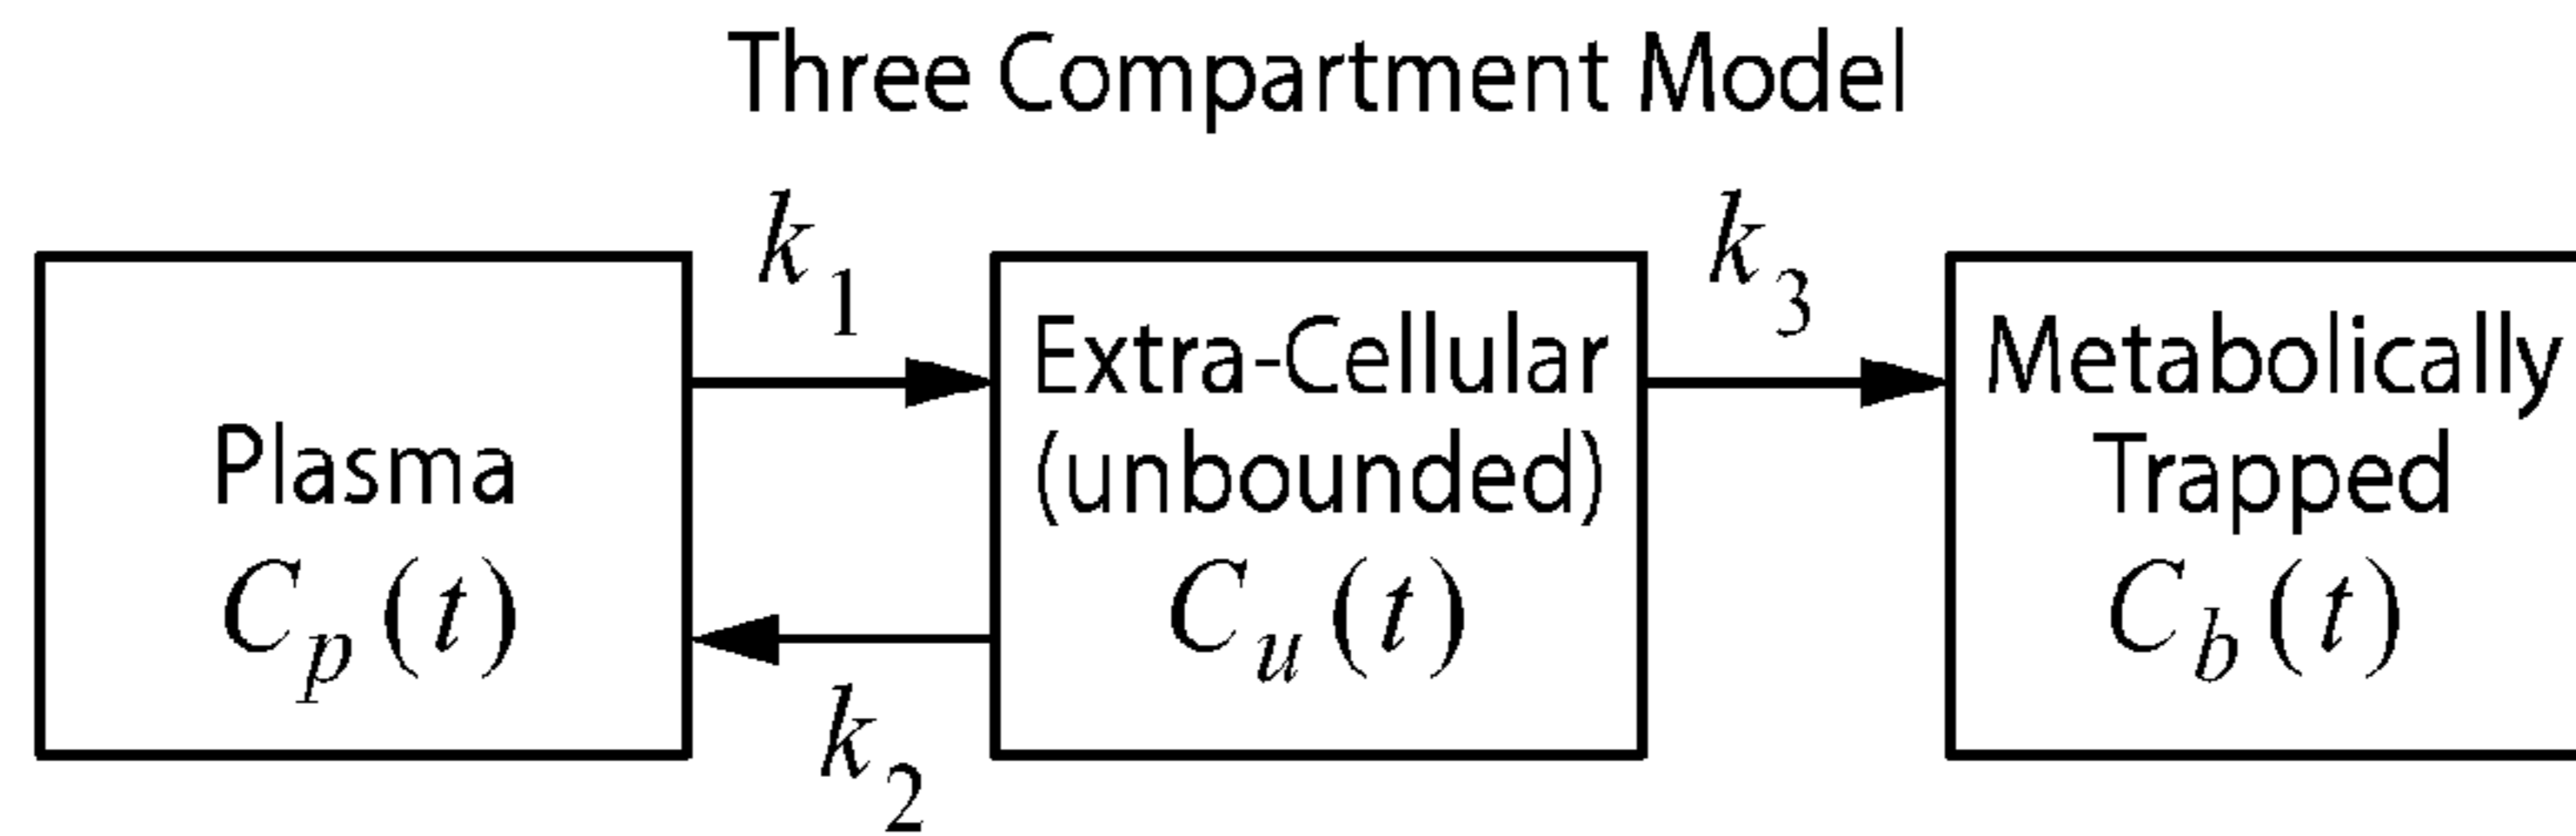 Three Compartment Model
k1
k3
Plasma
Cp(t)
k2
Extra-Cellular
(unbounded)
Cu(t)
Metabolically
Trapped
Cb(t)